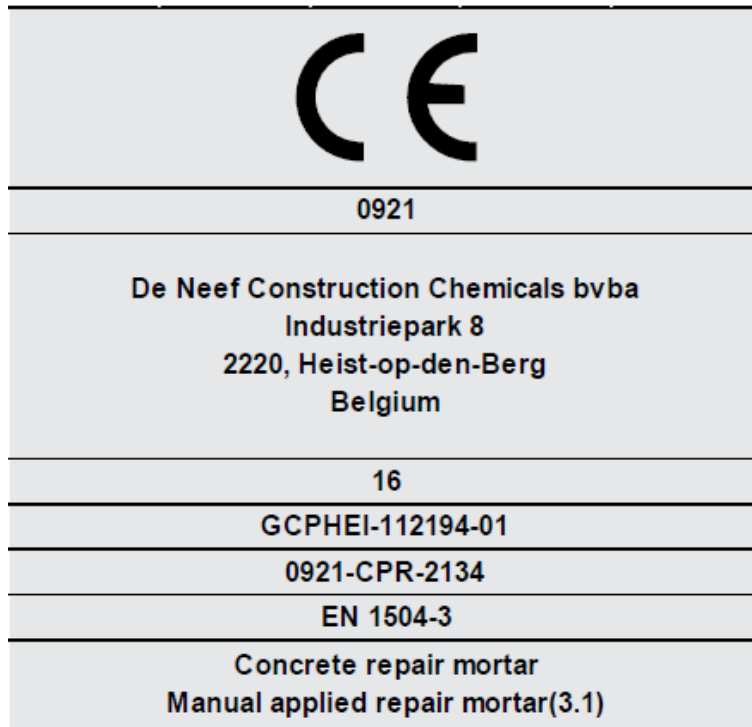 CE
0921
De Neef Construction Chemicals bvba
Industriepark 8
2220, Heist-op-den-Berg
Belgium
16
GCPHEI-112194-01
0921-CPR-2134
EN 1504-3
Concrete repair mortar
Manual applied repair mortar(3.1)